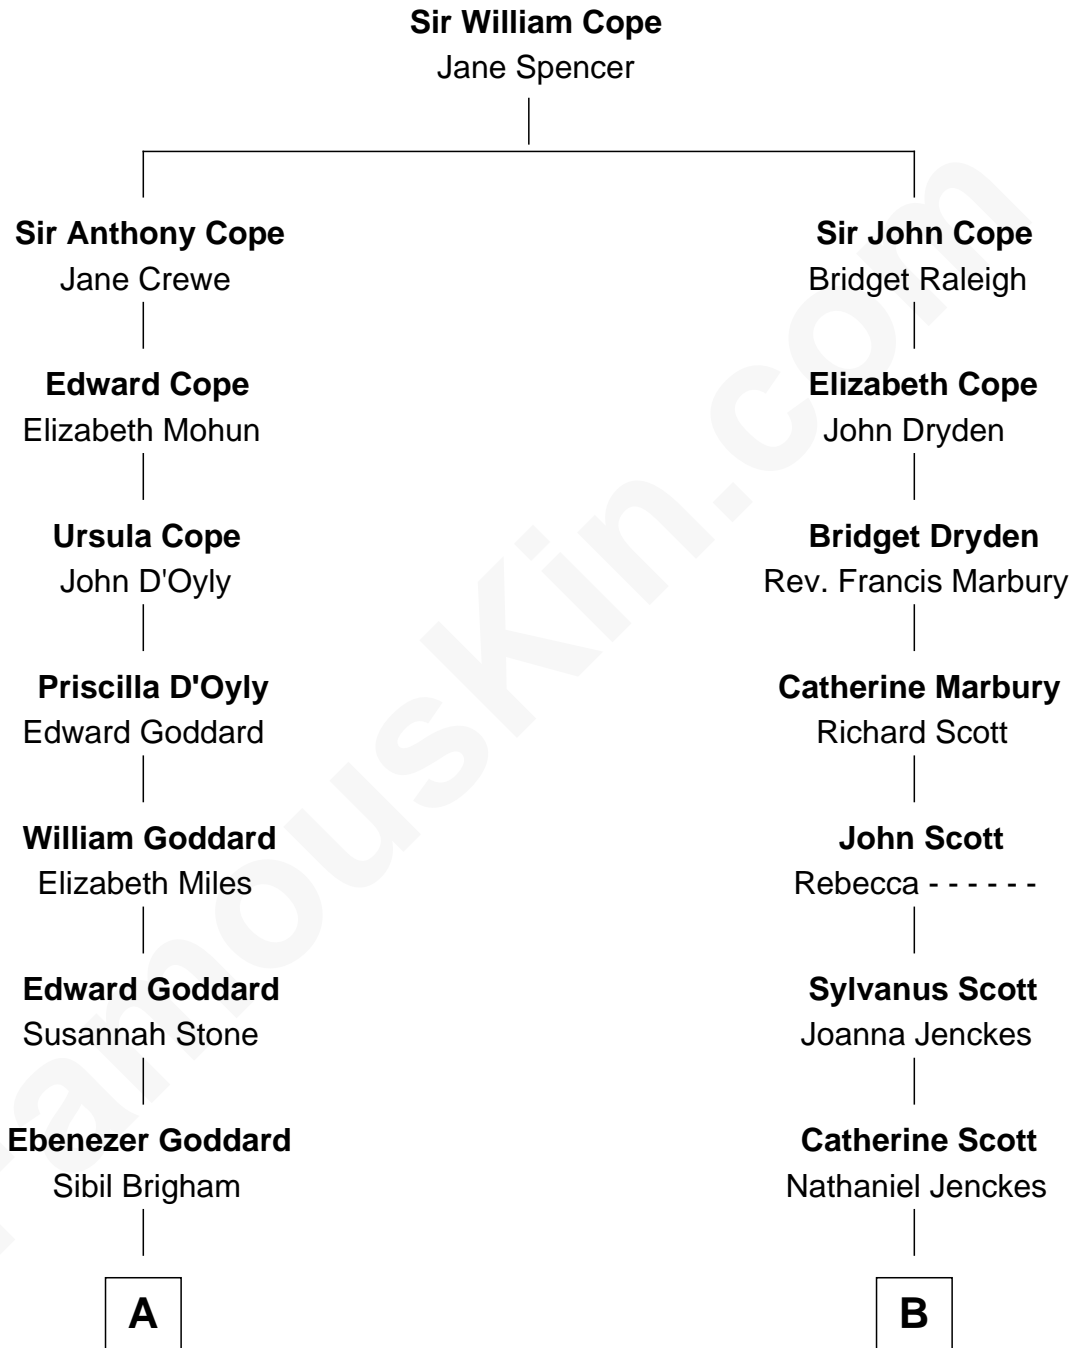 Sir William Cope
Jane Spencer
Sir Anthony Cope
Jane Crewe
Sir John Cope
Bridget Raleigh
Edward Cope
Elizabeth Mohun
Elizabeth Cope
John Dryden
Ursula Cope
John D'Oyly
Bridget Dryden
Rev. Francis Marbury
Priscilla D'Oyly
Edward Goddard
Catherine Marbury
Richard Scott
William Goddard
Elizabeth Miles
John Scott
Rebecca - - - - - -
Edward Goddard
Susannah Stone
Sylvanus Scott
Joanna Jenckes
Ebenezer Goddard
Sibil Brigham
Catherine Scott
Nathaniel Jenckes
A
B
FamousKin.com